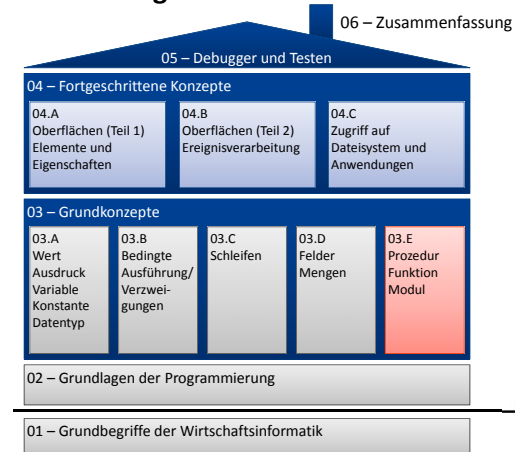 06 – Zusammenfassung
05 – Debugger und Testen
04 – Fortgeschrittene Konzepte
04.A
Oberflächen (Teil 1)
Elemente und
Eigenschaften
04.B
Oberflächen (Teil 2)
Ereignisverarbeitung
04.C
Zugriff auf
Dateisystem und
Anwendungen
03 – Grundkonzepte
03.A
Wert
Ausdruck
Variable
Konstante
Datentyp
03.B
Bedingte
Ausführung/
Verzwei-
gungen
03.C
Schleifen
03.D
Felder
Mengen
03.E
Prozedur
Funktion
Modul
02 – Grundlagen der Programmierung
01 – Grundbegriffe der Wirtschaftsinformatik